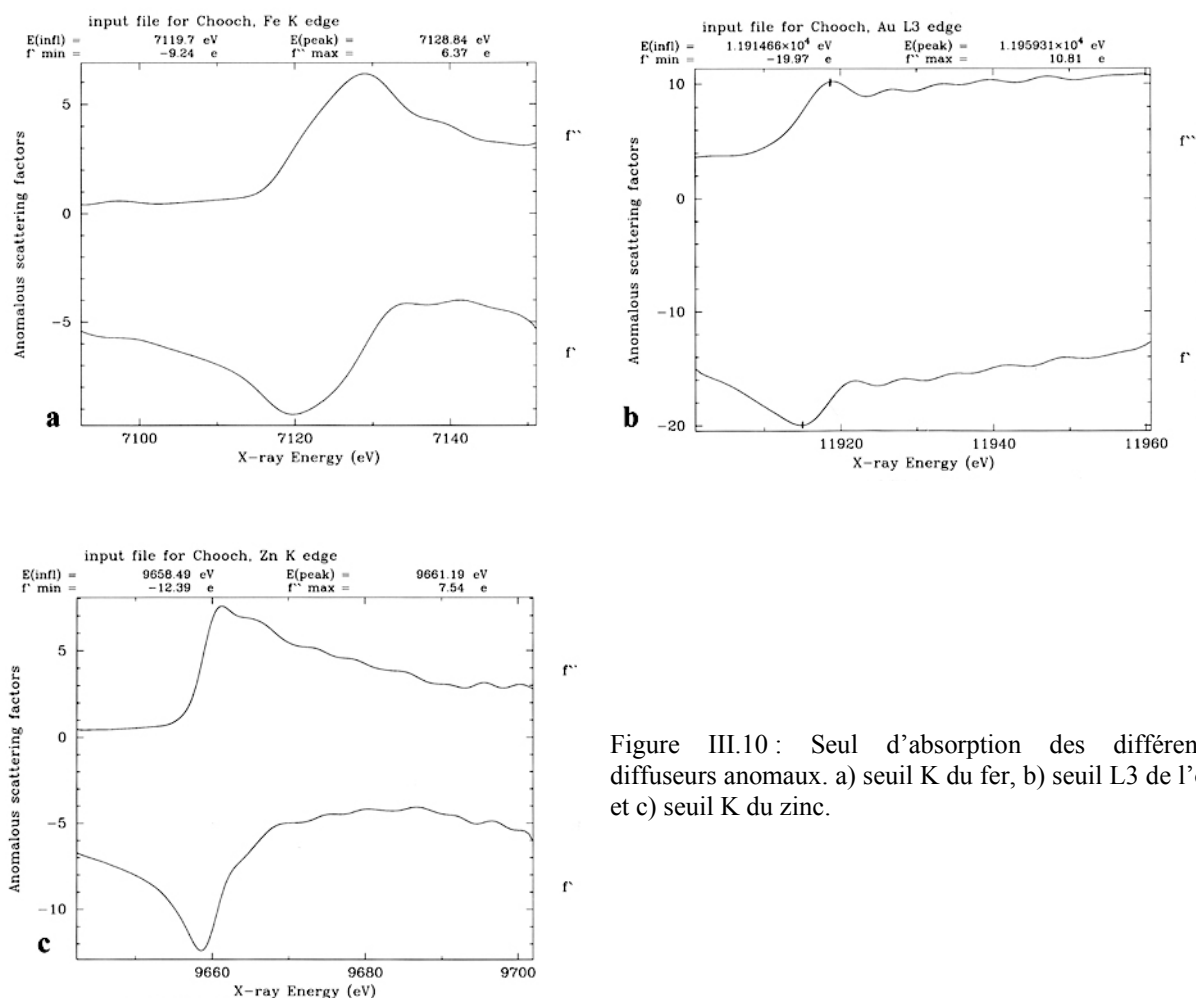 input file for Chooch, Fe K edge
E(infl) = 7119.7 eV E(peak) = 7128.84 eV
f` min = -9.24 e f`` max = 6.37 e
5
0
-5
Anomalous scattering factors
f``
f`
a
7100 7120 7140
X-ray Energy (eV)
input file for Chooch, Au L3 edge
E(infl) = 1.191466×10⁴ eV E(peak) = 1.195931×10⁴ eV
f` min = -19.97 e f`` max = 10.81 e
10
0
-10
-20
Anomalous scattering factors
f``
f`
b
11920 11940 11960
X-ray Energy (eV)
input file for Chooch, Zn K edge
E(infl) = 9658.49 eV E(peak) = 9661.19 eV
f` min = -12.39 e f`` max = 7.54 e
5
0
-5
-10
Anomalous scattering factors
f``
f`
c
9660 9680 9700
X-ray Energy (eV)
Figure III.10 : Seul d'absorption des différen
diffuseurs anomaux. a) seuil K du fer, b) seuil L3 de l'
et c) seuil K du zinc.